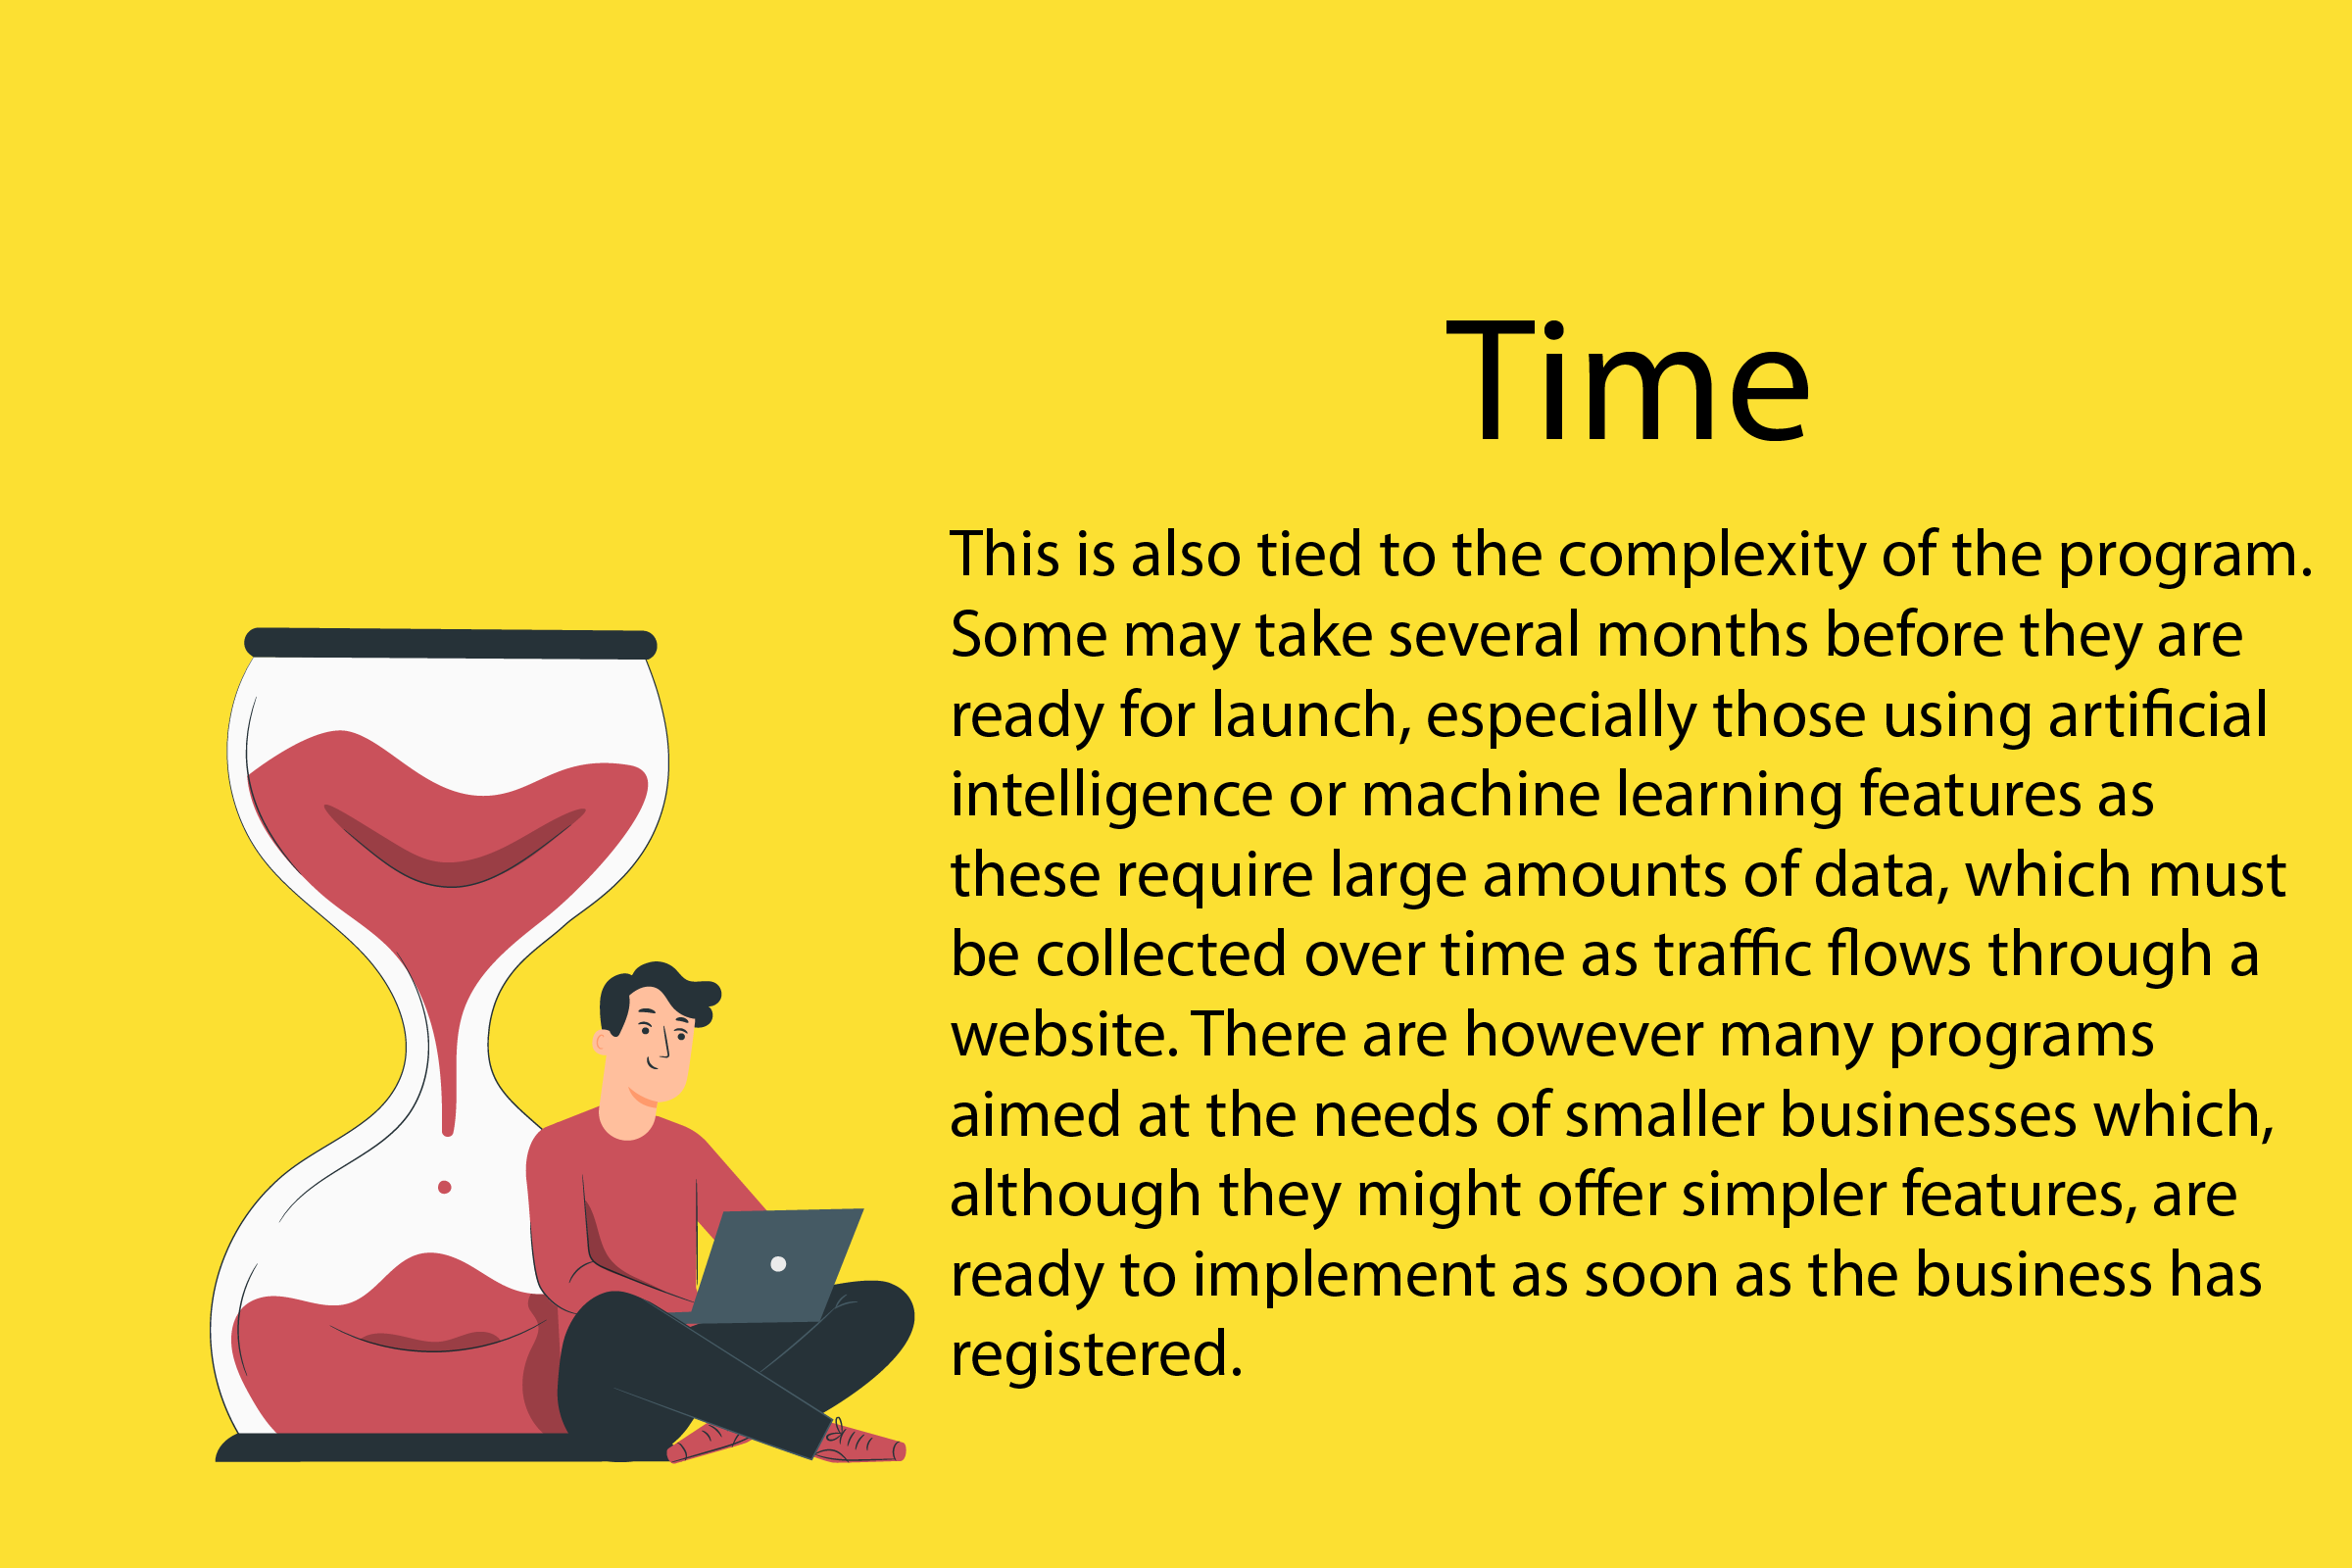 Time
This is also tied to the complexity of the program.
Some may take several months before they are
ready for launch, especially those using artificial
intelligence or machine learning features as
these require large amounts of data, which must
be collected over time as traffic flows through a
website. There are however many programs
aimed at the needs of smaller businesses which,
although they might offer simpler features, are
ready to implement as soon as the business has
registered.